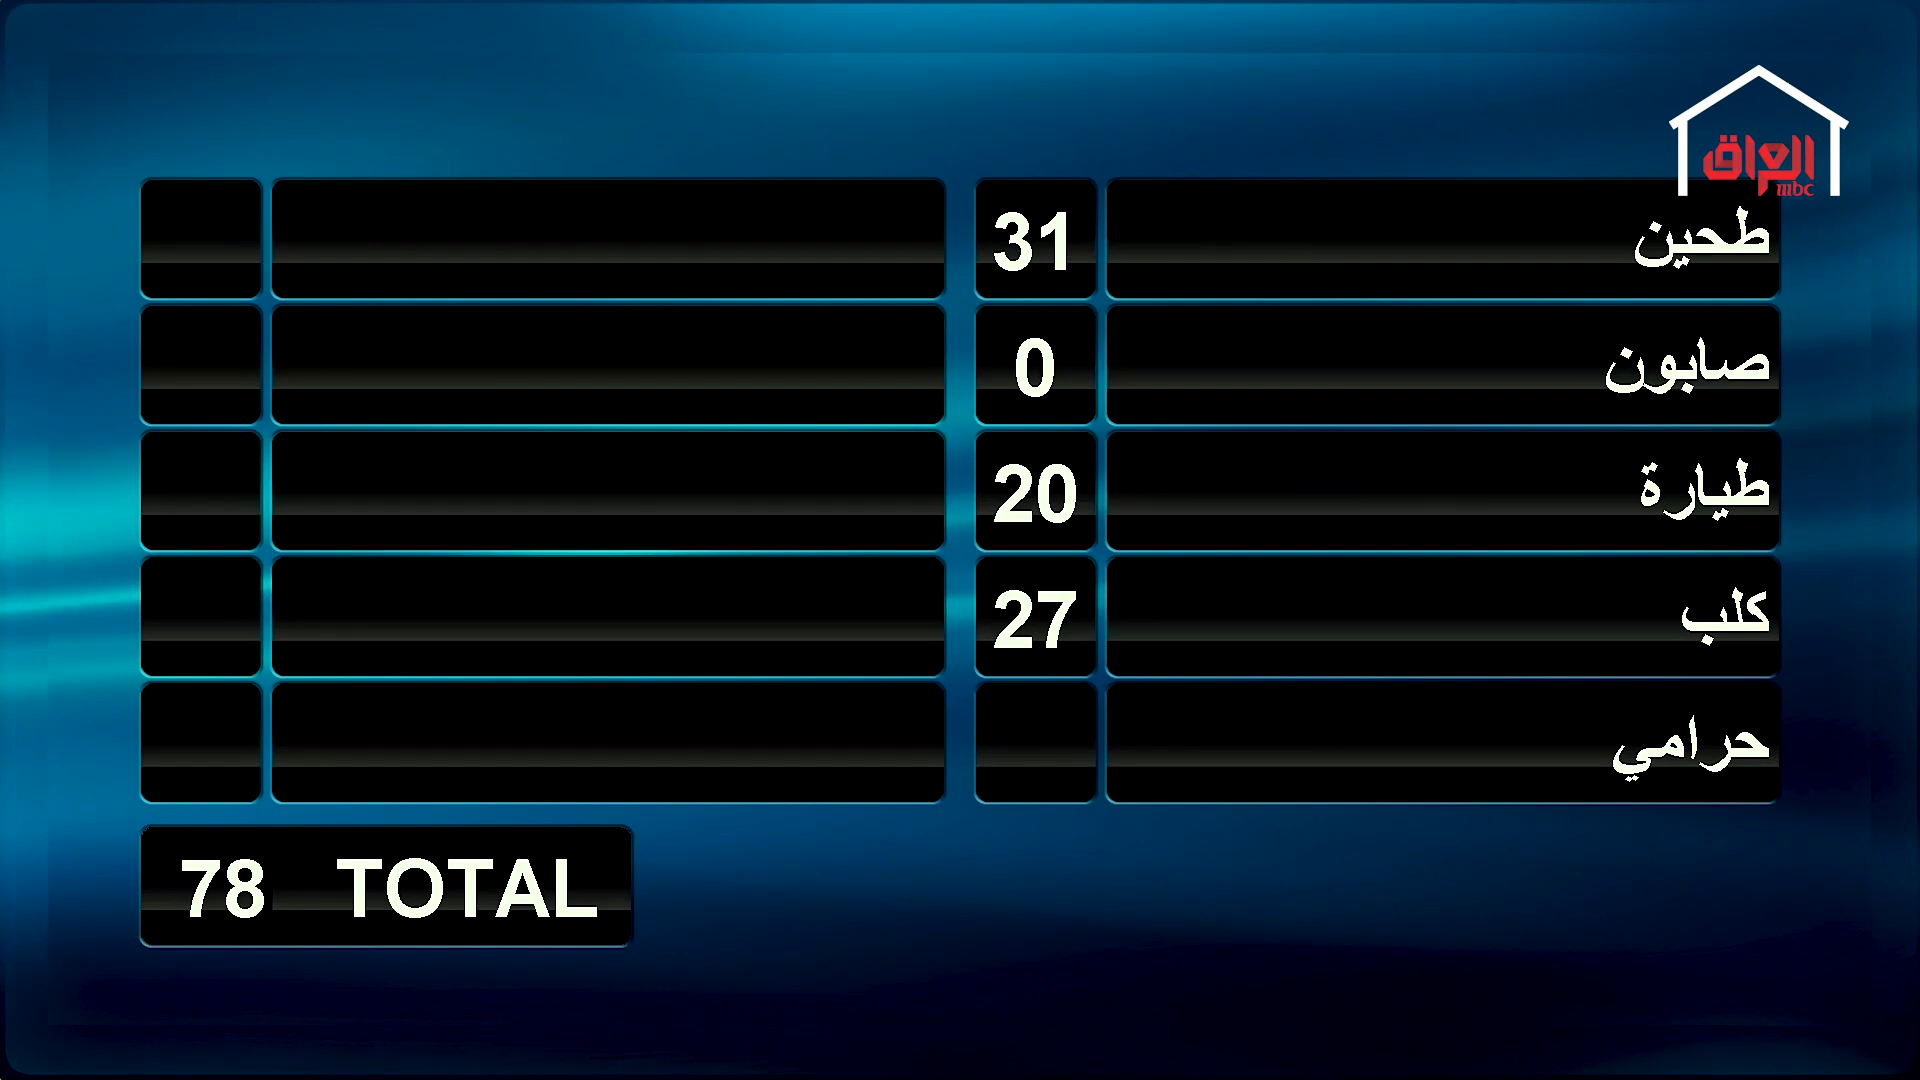 العراق
mbc
طحين 31
صابون 0
طيارة 20
كلب 27
حرامي
78 TOTAL